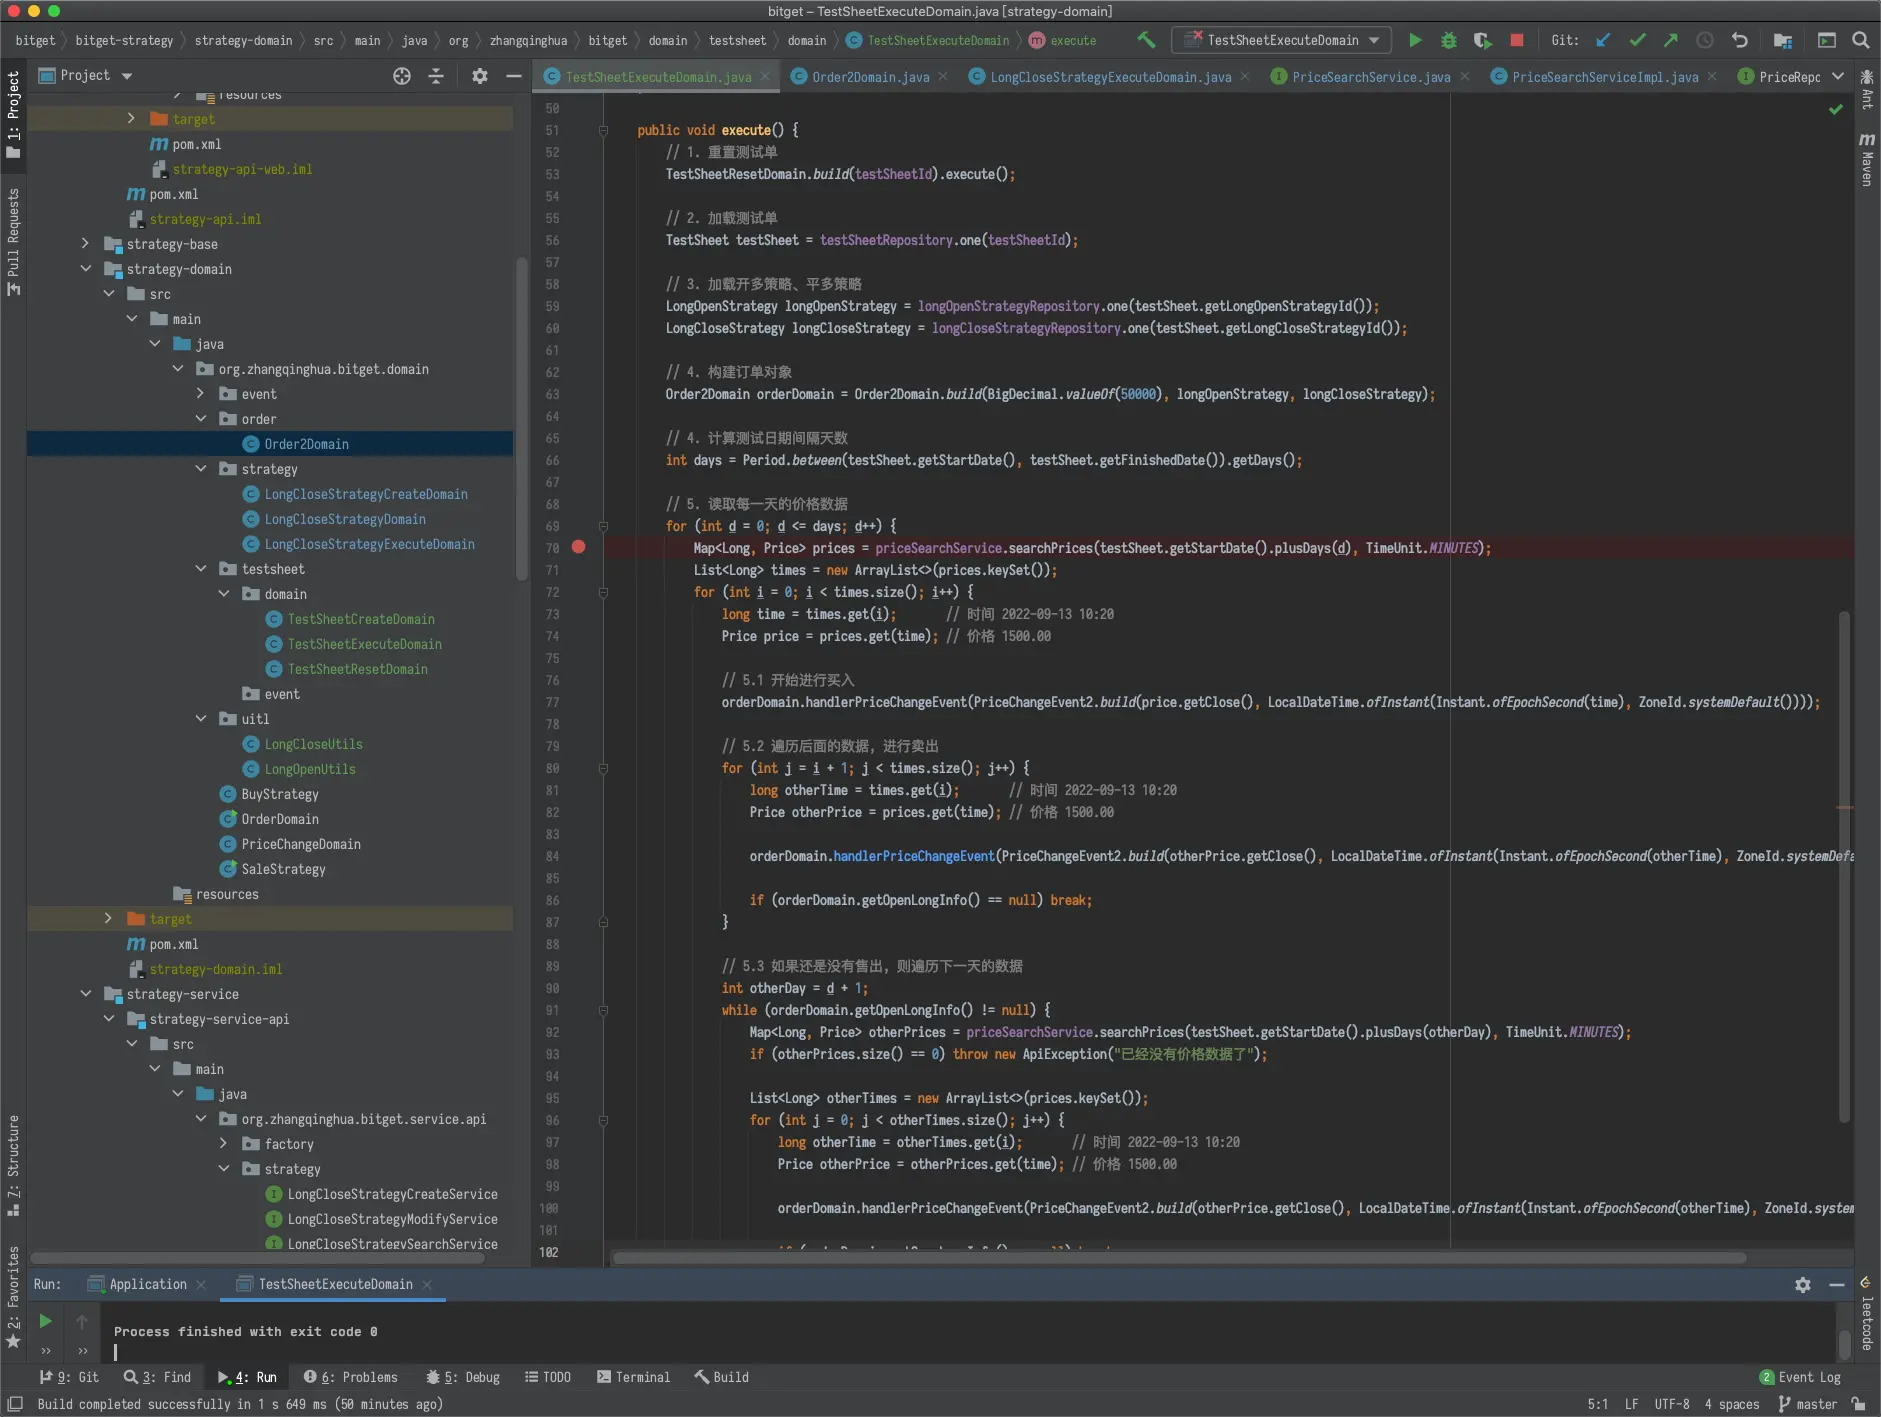 bitget – TestSheetExecuteDomain.java [strategy-domain]
bitget bitget-strategy strategy-domain src main java org zhangqinghua bitget domain testsheet domain TestSheetExecuteDomain execute TestSheetExecuteDomain Git:
1: Project
Pull Requests
Project
resources
target
pom.xml
strategy-api-web.iml
pom.xml
strategy-api.iml
strategy-base
strategy-domain
src
main
java
org.zhangqinghua.bitget.domain
event
order
Order2Domain
strategy
LongCloseStrategyCreateDomain
LongCloseStrategyDomain
LongCloseStrategyExecuteDomain
testsheet
domain
TestSheetCreateDomain
TestSheetExecuteDomain
TestSheetResetDomain
event
uitl
LongCloseUtils
LongOpenUtils
BuyStrategy
OrderDomain
PriceChangeDomain
SaleStrategy
resources
target
pom.xml
strategy-domain.iml
strategy-service
strategy-service-api
src
main
java
org.zhangqinghua.bitget.service.api
factory
strategy
LongCloseStrategyCreateService
LongCloseStrategyModifyService
LongCloseStrategySearchService
TestSheetExecuteDomain.java Order2Domain.java LongCloseStrategyExecuteDomain.java PriceSearchService.java PriceSearchServiceImpl.java PriceRepo
50
51 public void execute() {
52 // 1. 重置测试单
53 TestSheetResetDomain.build(testSheetId).execute();
54
55 // 2. 加载测试单
56 TestSheet testSheet = testSheetRepository.one(testSheetId);
57
58 // 3. 加载开多策略、平多策略
59 LongOpenStrategy longOpenStrategy = longOpenStrategyRepository.one(testSheet.getLongOpenStrategyId());
60 LongCloseStrategy longCloseStrategy = longCloseStrategyRepository.one(testSheet.getLongCloseStrategyId());
61
62 // 4. 构建订单对象
63 Order2Domain orderDomain = Order2Domain.build(BigDecimal.valueOf(50000), longOpenStrategy, longCloseStrategy);
64
65 // 4. 计算测试日期间隔天数
66 int days = Period.between(testSheet.getStartDate(), testSheet.getFinishedDate()).getDays();
67
68 // 5. 读取每一天的价格数据
69 for (int d = 0; d <= days; d++) {
70 Map<Long, Price> prices = priceSearchService.searchPrices(testSheet.getStartDate().plusDays(d), TimeUnit.MINUTES);
71 List<Long> times = new ArrayList<>(prices.keySet());
72 for (int i = 0; i < times.size(); i++) {
73 long time = times.get(i); // 时间 2022-09-13 10:20
74 Price price = prices.get(time); // 价格 1500.00
75
76 // 5.1 开始进行买入
77 orderDomain.handlerPriceChangeEvent(PriceChangeEvent2.build(price.getClose(), LocalDateTime.ofInstant(Instant.ofEpochSecond(time), ZoneId.systemDefault())));
78
79 // 5.2 遍历后面的数据，进行卖出
80 for (int j = i + 1; j < times.size(); j++) {
81 long otherTime = times.get(i); // 时间 2022-09-13 10:20
82 Price otherPrice = prices.get(time); // 价格 1500.00
83
84 orderDomain.handlerPriceChangeEvent(PriceChangeEvent2.build(otherPrice.getClose(), LocalDateTime.ofInstant(Instant.ofEpochSecond(otherTime), ZoneId.systemDefa
85
86 if (orderDomain.getOpenLongInfo() == null) break;
87 }
88
89 // 5.3 如果还是没有售出，则遍历下一天的数据
90 int otherDay = d + 1;
91 while (orderDomain.getOpenLongInfo() != null) {
92 Map<Long, Price> otherPrices = priceSearchService.searchPrices(testSheet.getStartDate().plusDays(otherDay), TimeUnit.MINUTES);
93 if (otherPrices.size() == 0) throw new ApiException("已经没有价格数据了");
94
95 List<Long> otherTimes = new ArrayList<>(prices.keySet());
96 for (int j = 0; j < otherTimes.size(); j++) {
97 long otherTime = otherTimes.get(i); // 时间 2022-09-13 10:20
98 Price otherPrice = otherPrices.get(time); // 价格 1500.00
99
100 orderDomain.handlerPriceChangeEvent(PriceChangeEvent2.build(otherPrice.getClose(), LocalDateTime.ofInstant(Instant.ofEpochSecond(otherTime), ZoneId.system
101
102
Ant
Maven
leetcode
Z: Structure
2: Favorites
Run: Application TestSheetExecuteDomain
Process finished with exit code 0
9: Git 3: Find 4: Run 6: Problems 5: Debug TODO Terminal Build 2 Event Log
Build completed successfully in 1 s 649 ms (50 minutes ago) 5:1 LF UTF-8 4 spaces master